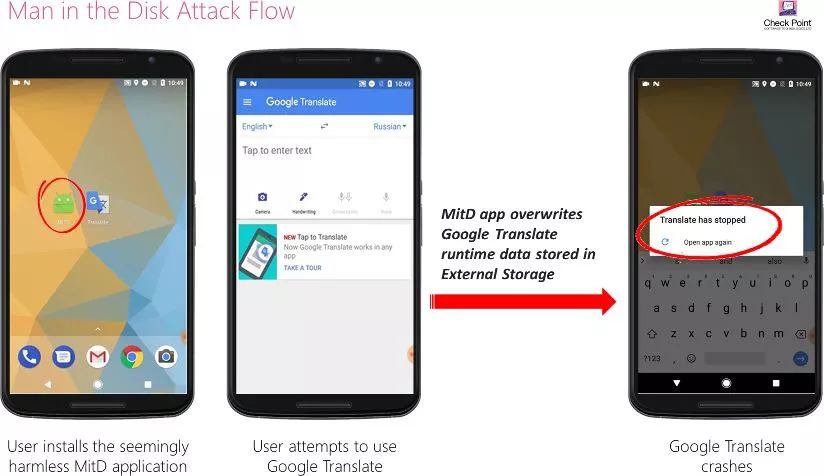 Man in the Disk Attack Flow
Check Point
SOFTWARE TECHNOLOGIES LTD.
10:49
MitD
Translate
User installs the seemingly
harmless MitD application
10:49
Google Translate
English
Russian
Tap to enter text
Camera
Handwriting
Conversation
Voice
NEW Tap to Translate
Now Google Translate works in any
app
TAKE A TOUR
User attempts to use
Google Translate
MitD app overwrites
Google Translate
runtime data stored in
External Storage
10:49
Translate has stopped
Open app again
and
also
q w e r t y u i o p
a s d f g h j k l
z x c v b n m
?123 , .
Google Translate
crashes